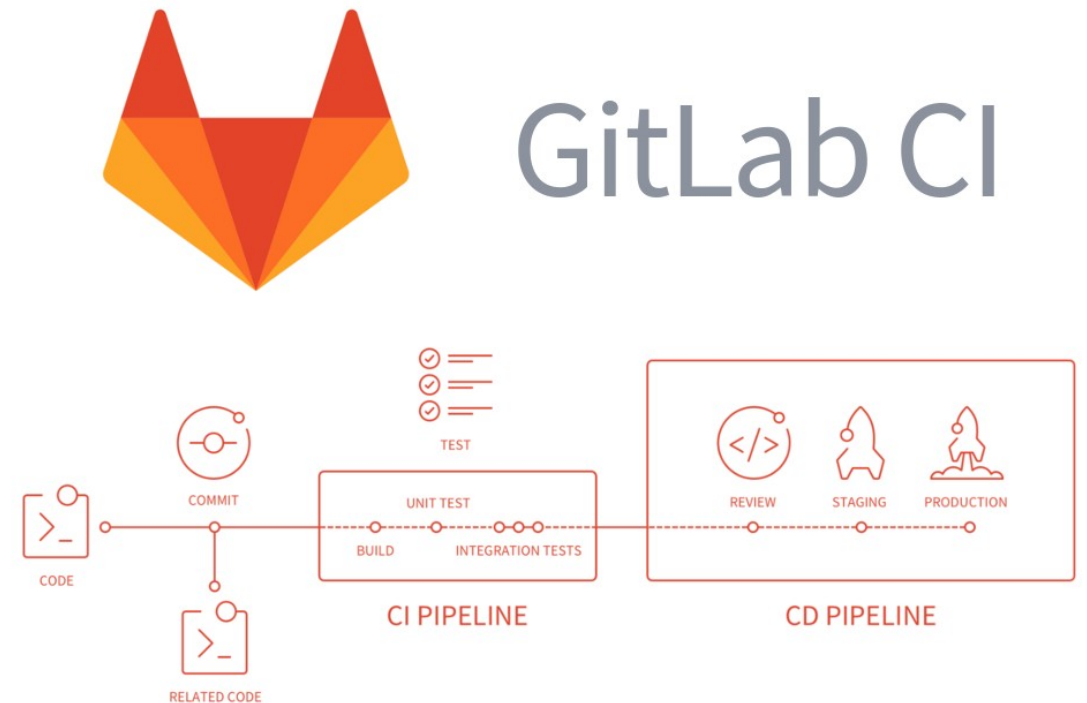 GitLab CI
TEST
COMMIT
UNIT TEST
REVIEW
STAGING
PRODUCTION
BUILD
INTEGRATION TESTS
CODE
CI PIPELINE
CD PIPELINE
RELATED CODE